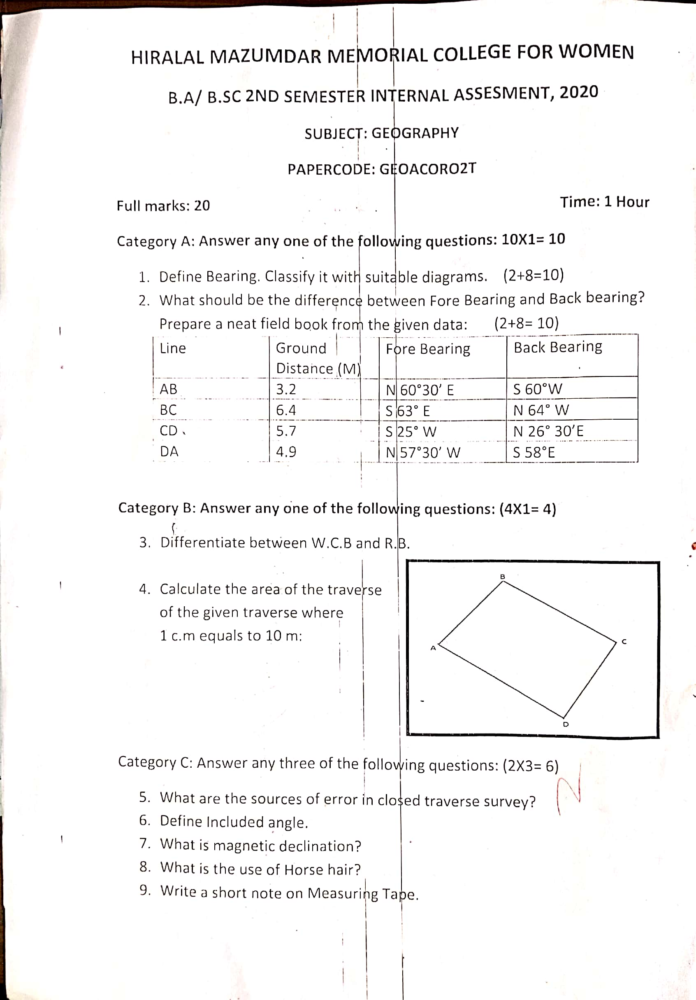 HIRALAL MAZUMDAR MEMORIAL COLLEGE FOR WOMEN
B.A/ B.SC 2ND SEMESTER INTERNAL ASSESMENT, 2020
SUBJECT: GEOGRAPHY
PAPERCODE: GEOACORO2T
Full marks: 20 Time: 1 Hour
Category A: Answer any one of the following questions: 10X1= 10
1. Define Bearing. Classify it with suitable diagrams. (2+8=10)
2. What should be the difference between Fore Bearing and Back bearing?
Prepare a neat field book from the given data: (2+8= 10)
Line Ground Fore Bearing Back Bearing
Distance (M)
AB 3.2 N 60°30′ E S 60°W
BC 6.4 S 63° E N 64° W
CD 5.7 S 25° W N 26° 30′E
DA 4.9 N 57°30′ W S 58°E
Category B: Answer any one of the following questions: (4X1= 4)
3. Differentiate between W.C.B and R.B.
4. Calculate the area of the traverse
of the given traverse where
1 c.m equals to 10 m:
B
C
A
D
Category C: Answer any three of the following questions: (2X3= 6)
5. What are the sources of error in closed traverse survey?
6. Define Included angle.
7. What is magnetic declination?
8. What is the use of Horse hair?
9. Write a short note on Measuring Tape.